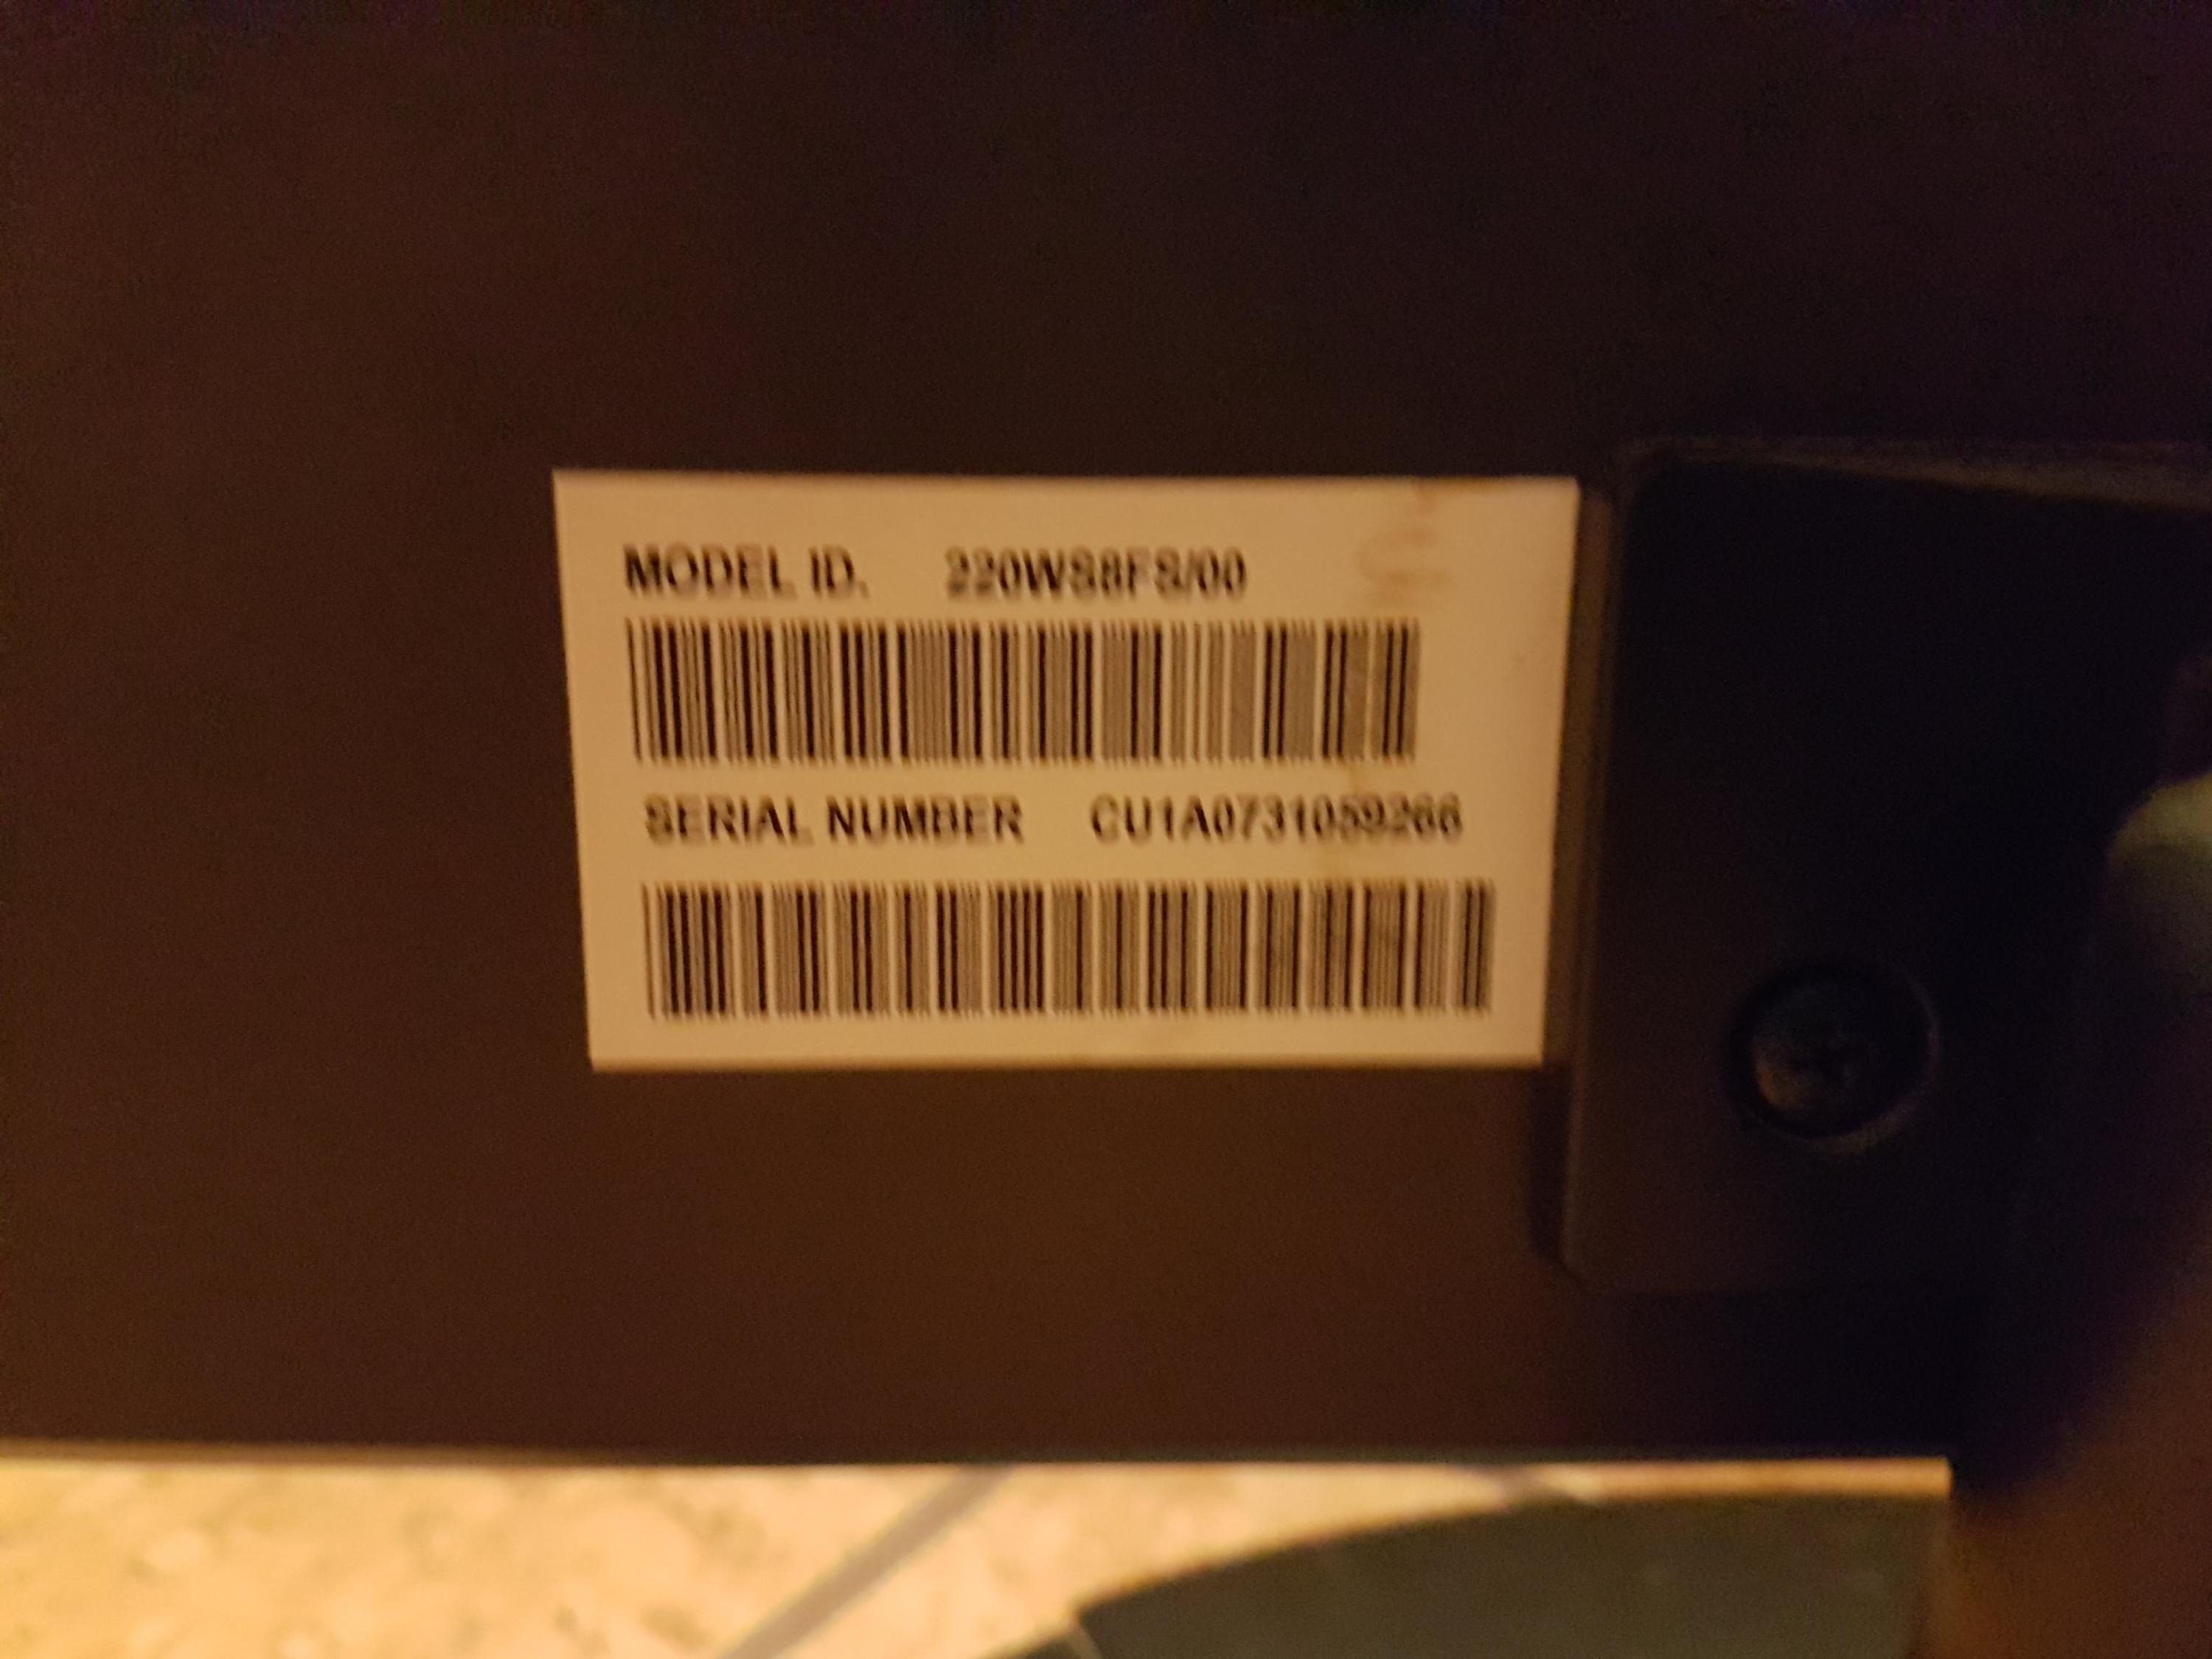 MODEL ID. 220WS8FS/00
SERIAL NUMBER CU1A0731059266